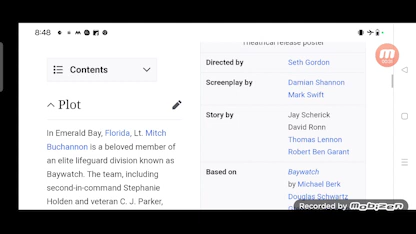 8:48
Theatrical release poster
Contents
Directed by
Seth Gordon
Screenplay by
Damian Shannon
Mark Swift
Plot
Story by
Jay Scherick
David Ronn
Thomas Lennon
Robert Ben Garant
In Emerald Bay, Florida, Lt. Mitch
Buchannon is a beloved member of
an elite lifeguard division known as
Baywatch. The team, including
second-in-command Stephanie
Holden and veteran C. J. Parker,
Based on
Baywatch
by Michael Berk
Douglas Schwartz
Recorded by
Mobizen